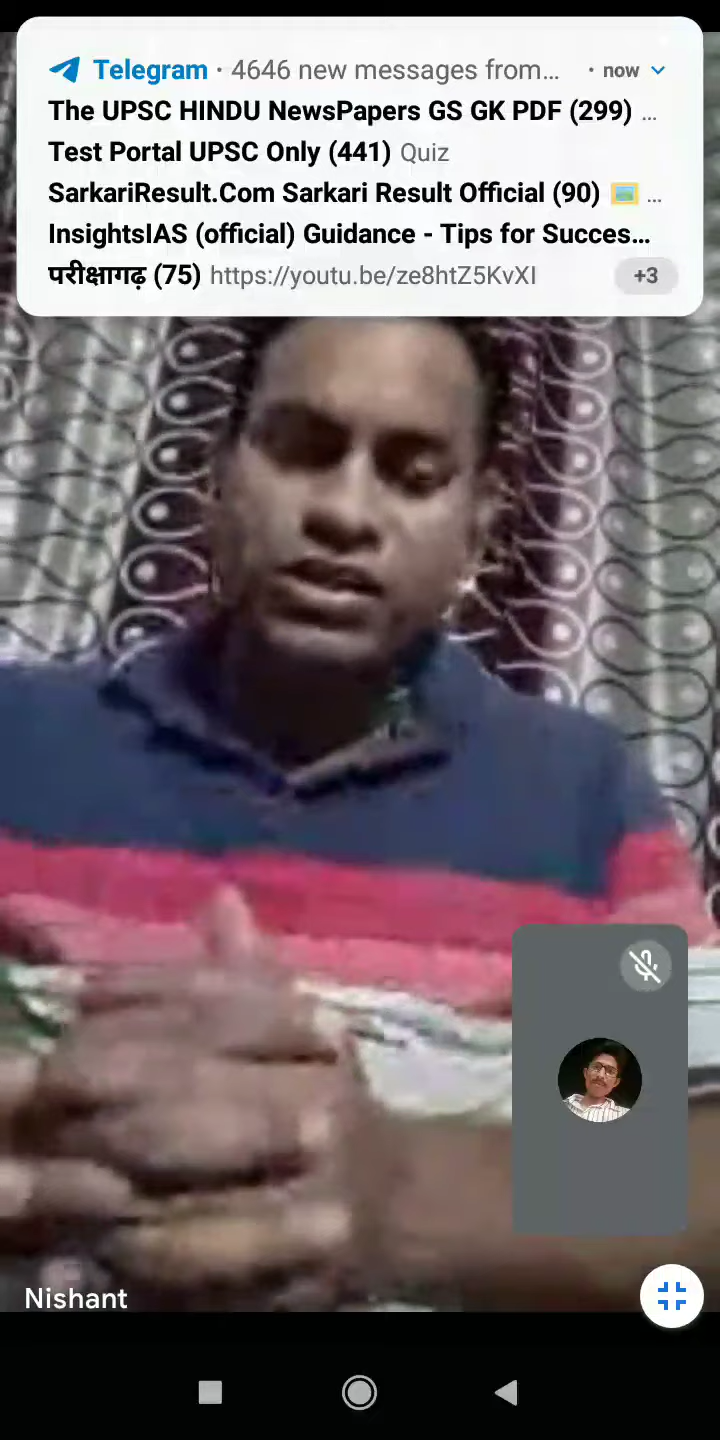 Telegram · 4646 new messages from... · now
The UPSC HINDU NewsPapers GS GK PDF (299) ...
Test Portal UPSC Only (441) Quiz
SarkariResult.Com Sarkari Result Official (90) 🖼️ ...
InsightsIAS (official) Guidance - Tips for Succes...
परीक्षागढ़ (75) https://youtu.be/ze8htZ5KvXI +3
Nishant